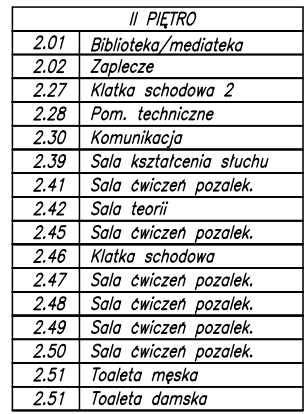 II PIĘTRO
2.01 Biblioteka/mediateka
2.02 Zaplecze
2.27 Klatka schodowa 2
2.28 Pom. techniczne
2.30 Komunikacja
2.39 Sala kształcenia słuchu
2.41 Sala ćwiczeń pozalek.
2.42 Sala teorii
2.45 Sala ćwiczeń pozalek.
2.46 Klatka schodowa
2.47 Sala ćwiczeń pozalek.
2.48 Sala ćwiczeń pozalek.
2.49 Sala ćwiczeń pozalek.
2.50 Sala ćwiczeń pozalek.
2.51 Toaleta męska
2.51 Toaleta damska